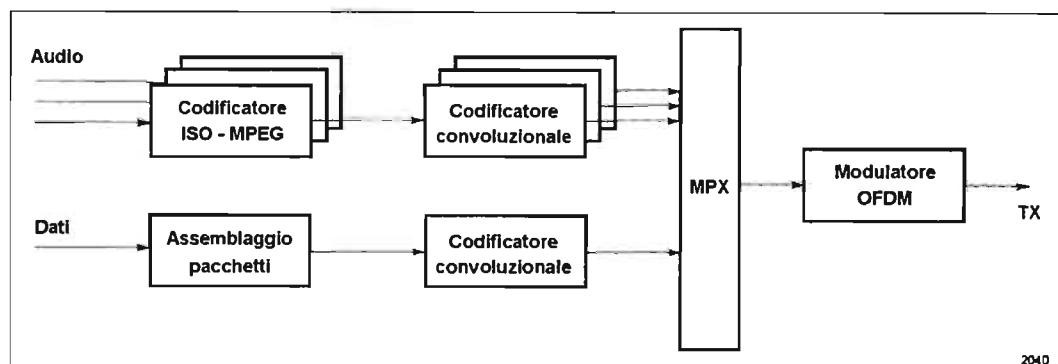 Audio
Codificatore
ISO - MPEG
Codificatore
convoluzionale
MPX
Modulatore
OFDM
TX
Dati
Assemblaggio
pacchetti
Codificatore
convoluzionale
2040